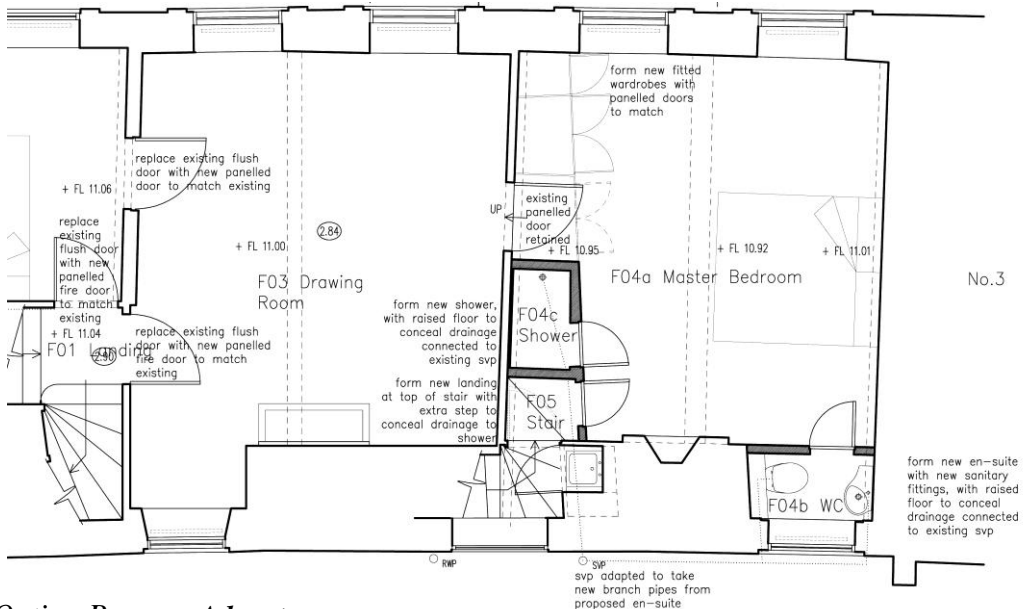 form new fitted
wardrobes with
panelled doors
to match
replace existing flush
door with new panelled
door to match existing
+ FL 11.06
replace
existing
flush door
with new
panelled
fire door
to match
existing
+ FL 11.04
F01 Landing
2.90
replace existing flush
door with new panelled
fire door to match
existing
2.84
+ FL 11.00
F03 Drawing
Room
UP
existing
panelled
door
retained
+ FL 10.95
+ FL 10.92
+ FL 11.01
F04a Master Bedroom
No.3
form new shower,
with raised floor to
conceal drainage
connected to
existing svp
F04c
Shower
form new landing
at top of stair with
extra step to
conceal drainage to
shower
F05
Stair
F04b WC
form new en-suite
with new sanitary
fittings, with raised
floor to conceal
drainage connected
to existing svp
RWP
SVP
svp adapted to take
new branch pipes from
proposed en-suite